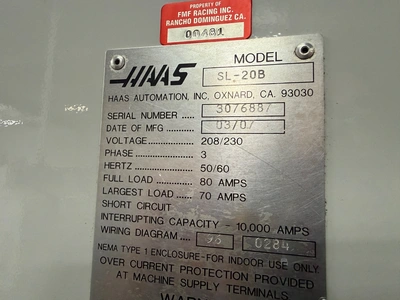 PROPERTY OF
FMF RACING INC.
RANCHO DOMINGUEZ CA.
00481
MODEL
HAAS SL-20B
HAAS AUTOMATION, INC. OXNARD, CA. 93030
SERIAL NUMBER 3076887
DATE OF MFG 03/07
VOLTAGE 208/230
PHASE 3
HERTZ 50/60
FULL LOAD 80 AMPS
LARGEST LOAD 70 AMPS
SHORT CIRCUIT
INTERRUPTING CAPACITY - 10,000 AMPS
WIRING DIAGRAM 96 0284
NEMA TYPE 1 ENCLOSURE-FOR INDOOR USE ONLY
OVER CURRENT PROTECTION PROVIDED
AT MACHINE SUPPLY TERMINALS